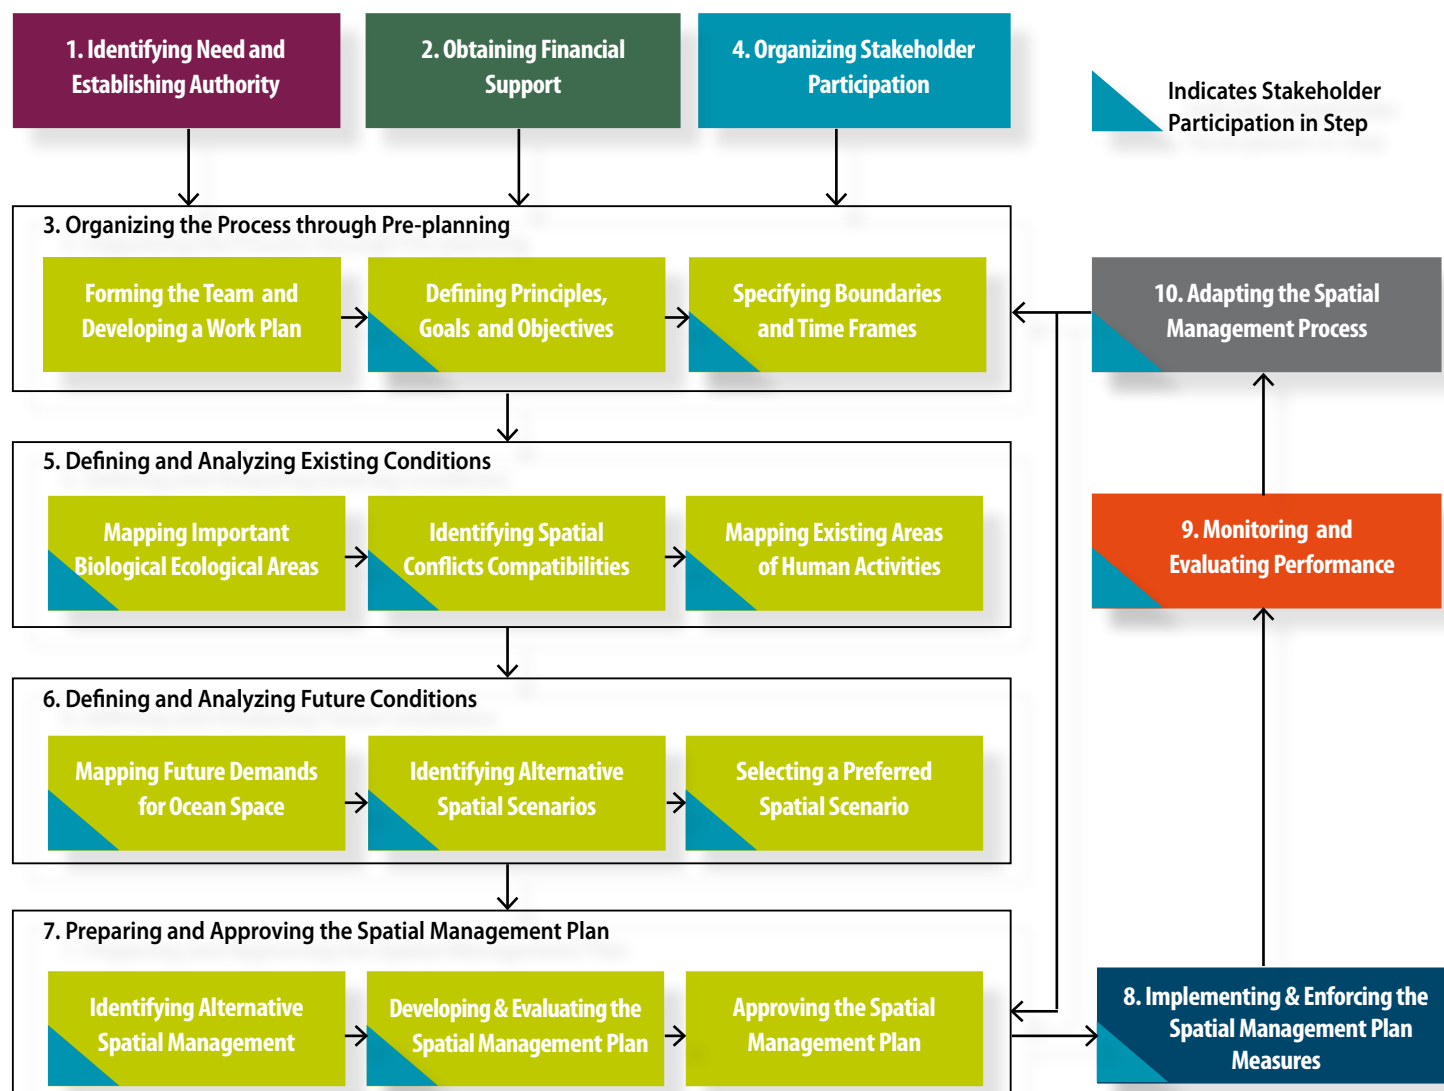 1. Identifying Need and
Establishing Authority
2. Obtaining Financial
Support
4. Organizing Stakeholder
Participation
Indicates Stakeholder
Participation in Step
3. Organizing the Process through Pre-planning
Forming the Team and
Developing a Work Plan
Defining Principles,
Goals and Objectives
Specifying Boundaries
and Time Frames
10. Adapting the Spatial
Management Process
5. Defining and Analyzing Existing Conditions
Mapping Important
Biological Ecological Areas
Identifying Spatial
Conflicts Compatibilities
Mapping Existing Areas
of Human Activities
9. Monitoring and
Evaluating Performance
6. Defining and Analyzing Future Conditions
Mapping Future Demands
for Ocean Space
Identifying Alternative
Spatial Scenarios
Selecting a Preferred
Spatial Scenario
7. Preparing and Approving the Spatial Management Plan
Identifying Alternative
Spatial Management
Developing & Evaluating the
Spatial Management Plan
Approving the Spatial
Management Plan
8. Implementing & Enforcing the
Spatial Management Plan
Measures